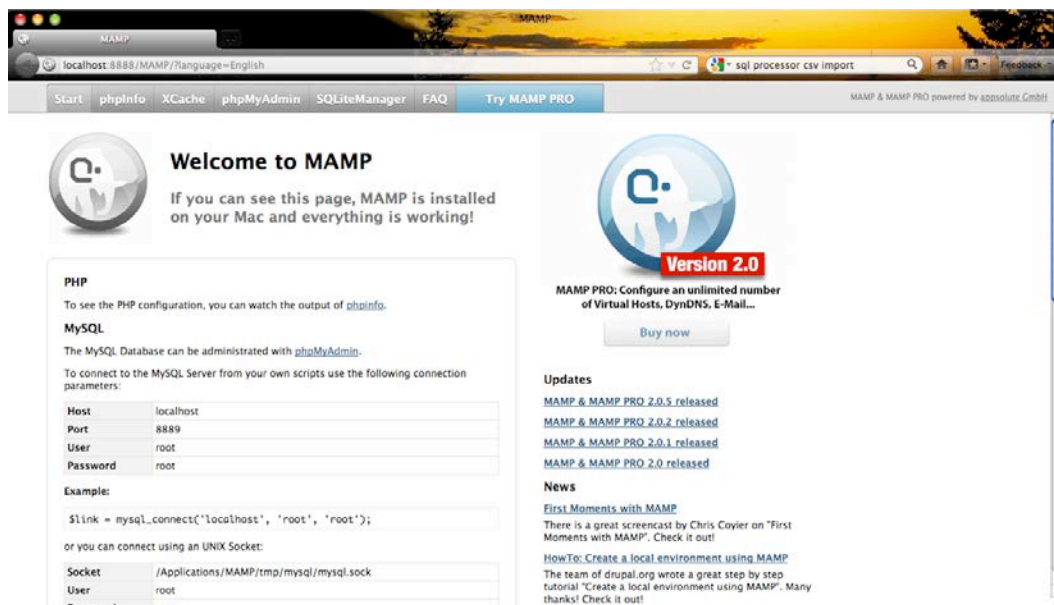 MAMP
MAMP
localhost:8888/MAMP/?language=English
sql processor csv import
Feedback
Start phpInfo XCache phpMyAdmin SQLiteManager FAQ Try MAMP PRO
MAMP & MAMP PRO powered by appsolute GmbH
Welcome to MAMP
If you can see this page, MAMP is installed
on your Mac and everything is working!
PHP
To see the PHP configuration, you can watch the output of phpinfo.
MySQL
The MySQL Database can be administrated with phpMyAdmin.
To connect to the MySQL Server from your own scripts use the following connection
parameters:
Host localhost
Port 8889
User root
Password root
Example:
$link = mysql_connect('localhost', 'root', 'root');
or you can connect using an UNIX Socket:
Socket /Applications/MAMP/tmp/mysql/mysql.sock
User root
Version 2.0
MAMP PRO: Configure an unlimited number
of Virtual Hosts, DynDNS, E-Mail...
Buy now
Updates
MAMP & MAMP PRO 2.0.5 released
MAMP & MAMP PRO 2.0.2 released
MAMP & MAMP PRO 2.0.1 released
MAMP & MAMP PRO 2.0 released
News
First Moments with MAMP
There is a great screencast by Chris Coyier on "First
Moments with MAMP". Check it out!
HowTo: Create a local environment using MAMP
The team of drupal.org wrote a great step by step
tutorial "Create a local environment using MAMP". Many
thanks! Check it out!